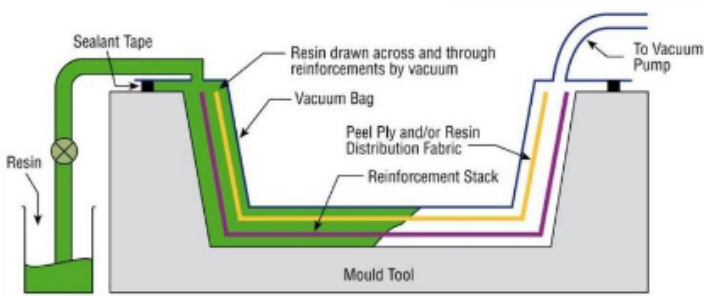 Sealant Tape
Resin drawn across and through
reinforcements by vacuum
To Vacuum
Pump
Vacuum Bag
Peel Ply and/or Resin
Distribution Fabric
Resin
Reinforcement Stack
Mould Tool